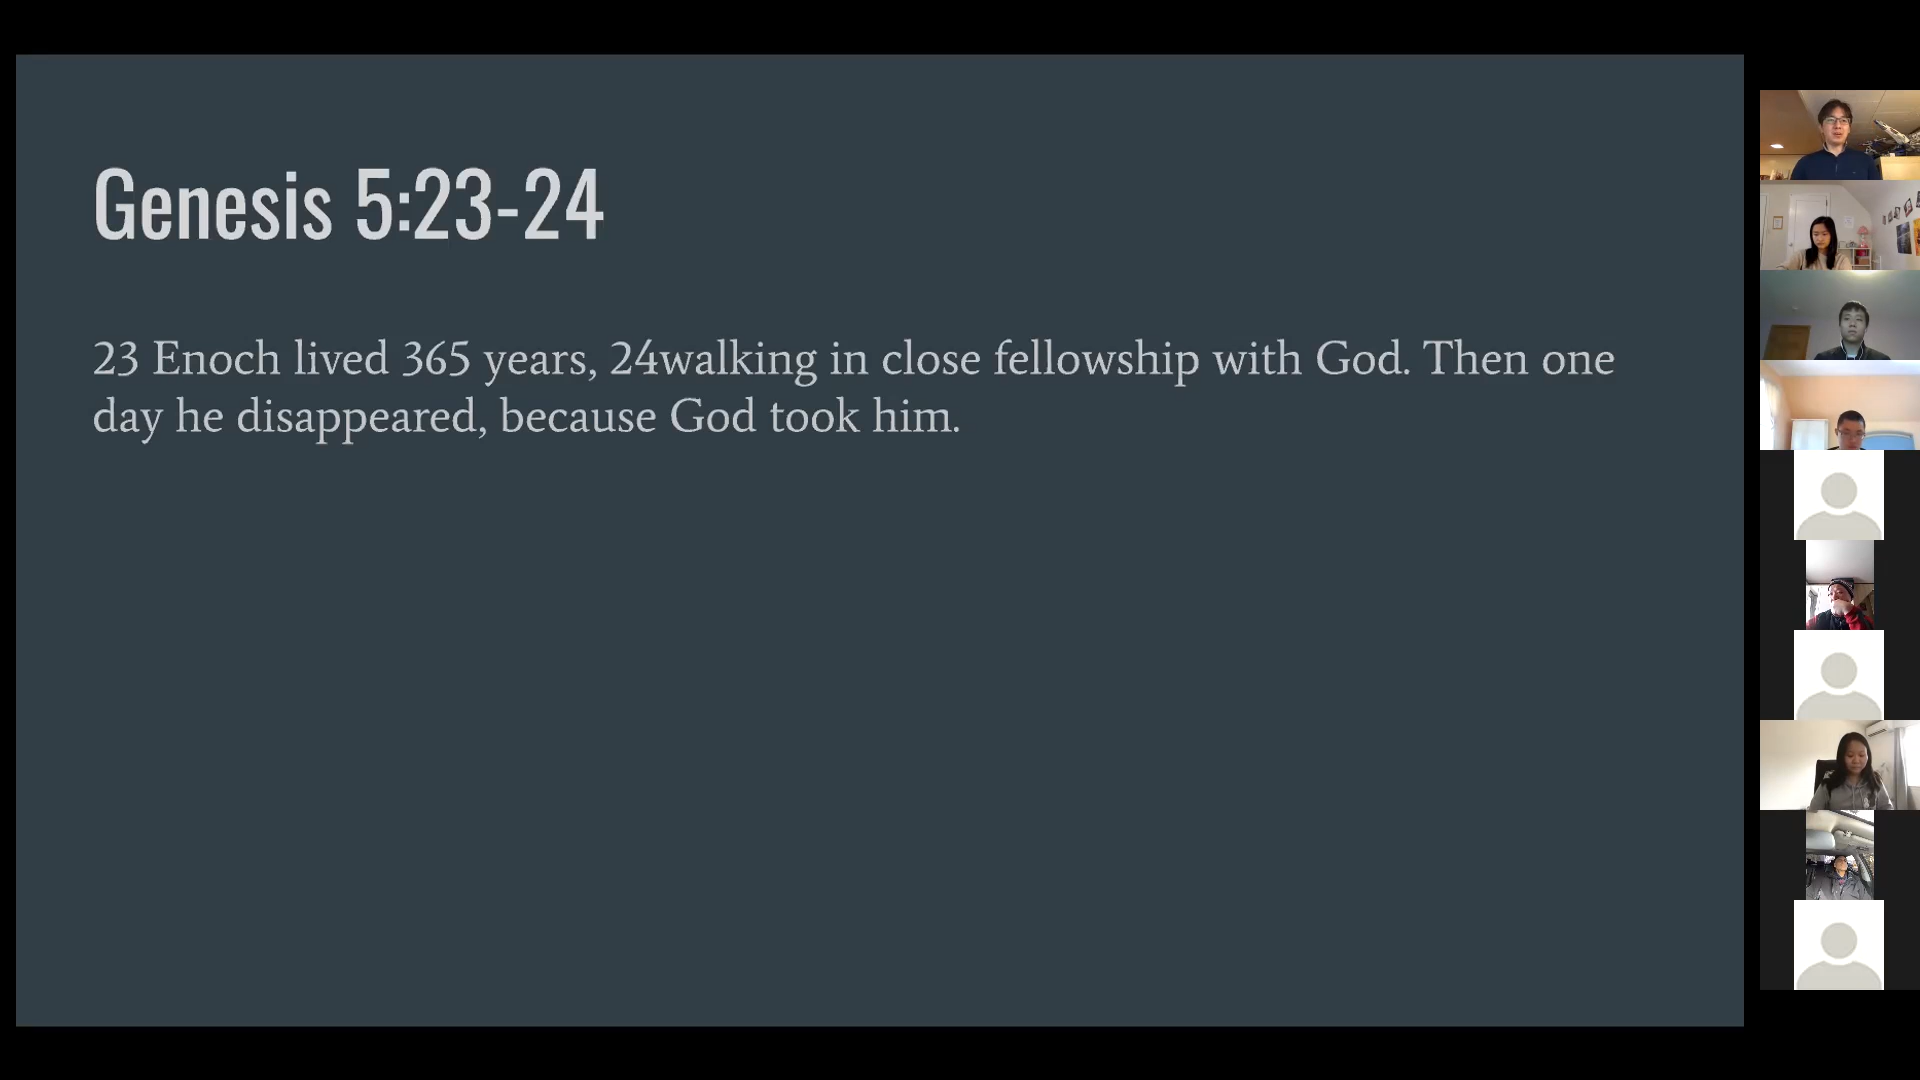 Genesis 5:23-24
23 Enoch lived 365 years, 24walking in close fellowship with God. Then one
day he disappeared, because God took him.